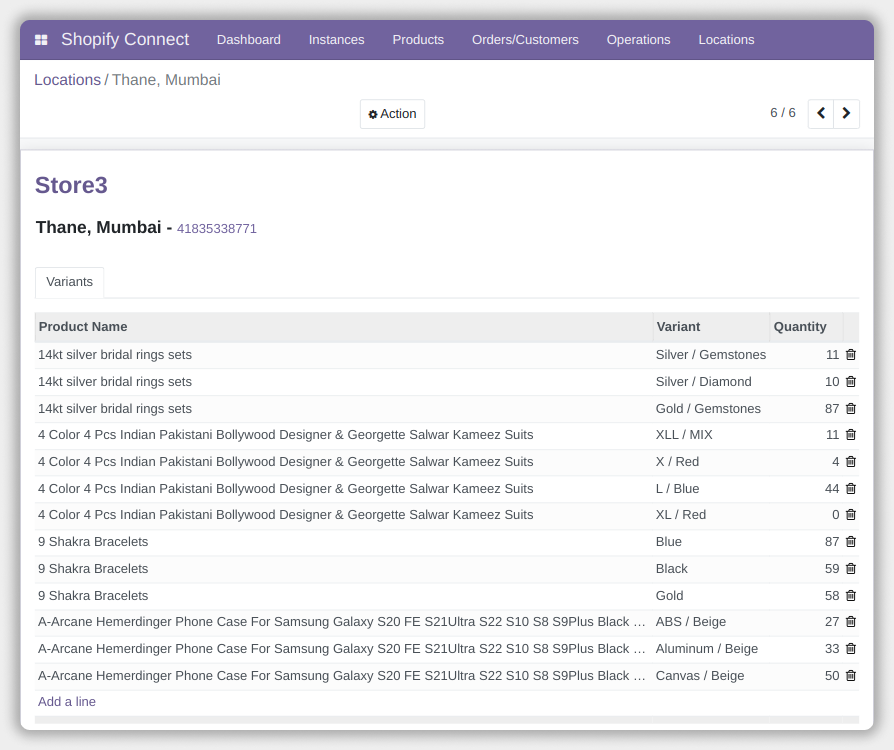 Shopify Connect Dashboard Instances Products Orders/Customers Operations Locations
Locations / Thane, Mumbai
Action 6 / 6
Store3
Thane, Mumbai - 41835338771
Variants
Product Name Variant Quantity
14kt silver bridal rings sets Silver / Gemstones 11
14kt silver bridal rings sets Silver / Diamond 10
14kt silver bridal rings sets Gold / Gemstones 87
4 Color 4 Pcs Indian Pakistani Bollywood Designer & Georgette Salwar Kameez Suits XLL / MIX 11
4 Color 4 Pcs Indian Pakistani Bollywood Designer & Georgette Salwar Kameez Suits X / Red 4
4 Color 4 Pcs Indian Pakistani Bollywood Designer & Georgette Salwar Kameez Suits L / Blue 44
4 Color 4 Pcs Indian Pakistani Bollywood Designer & Georgette Salwar Kameez Suits XL / Red 0
9 Shakra Bracelets Blue 87
9 Shakra Bracelets Black 59
9 Shakra Bracelets Gold 58
A-Arcane Hemerdinger Phone Case For Samsung Galaxy S20 FE S21Ultra S22 S10 S8 S9Plus Black … ABS / Beige 27
A-Arcane Hemerdinger Phone Case For Samsung Galaxy S20 FE S21Ultra S22 S10 S8 S9Plus Black … Aluminum / Beige 33
A-Arcane Hemerdinger Phone Case For Samsung Galaxy S20 FE S21Ultra S22 S10 S8 S9Plus Black … Canvas / Beige 50
Add a line